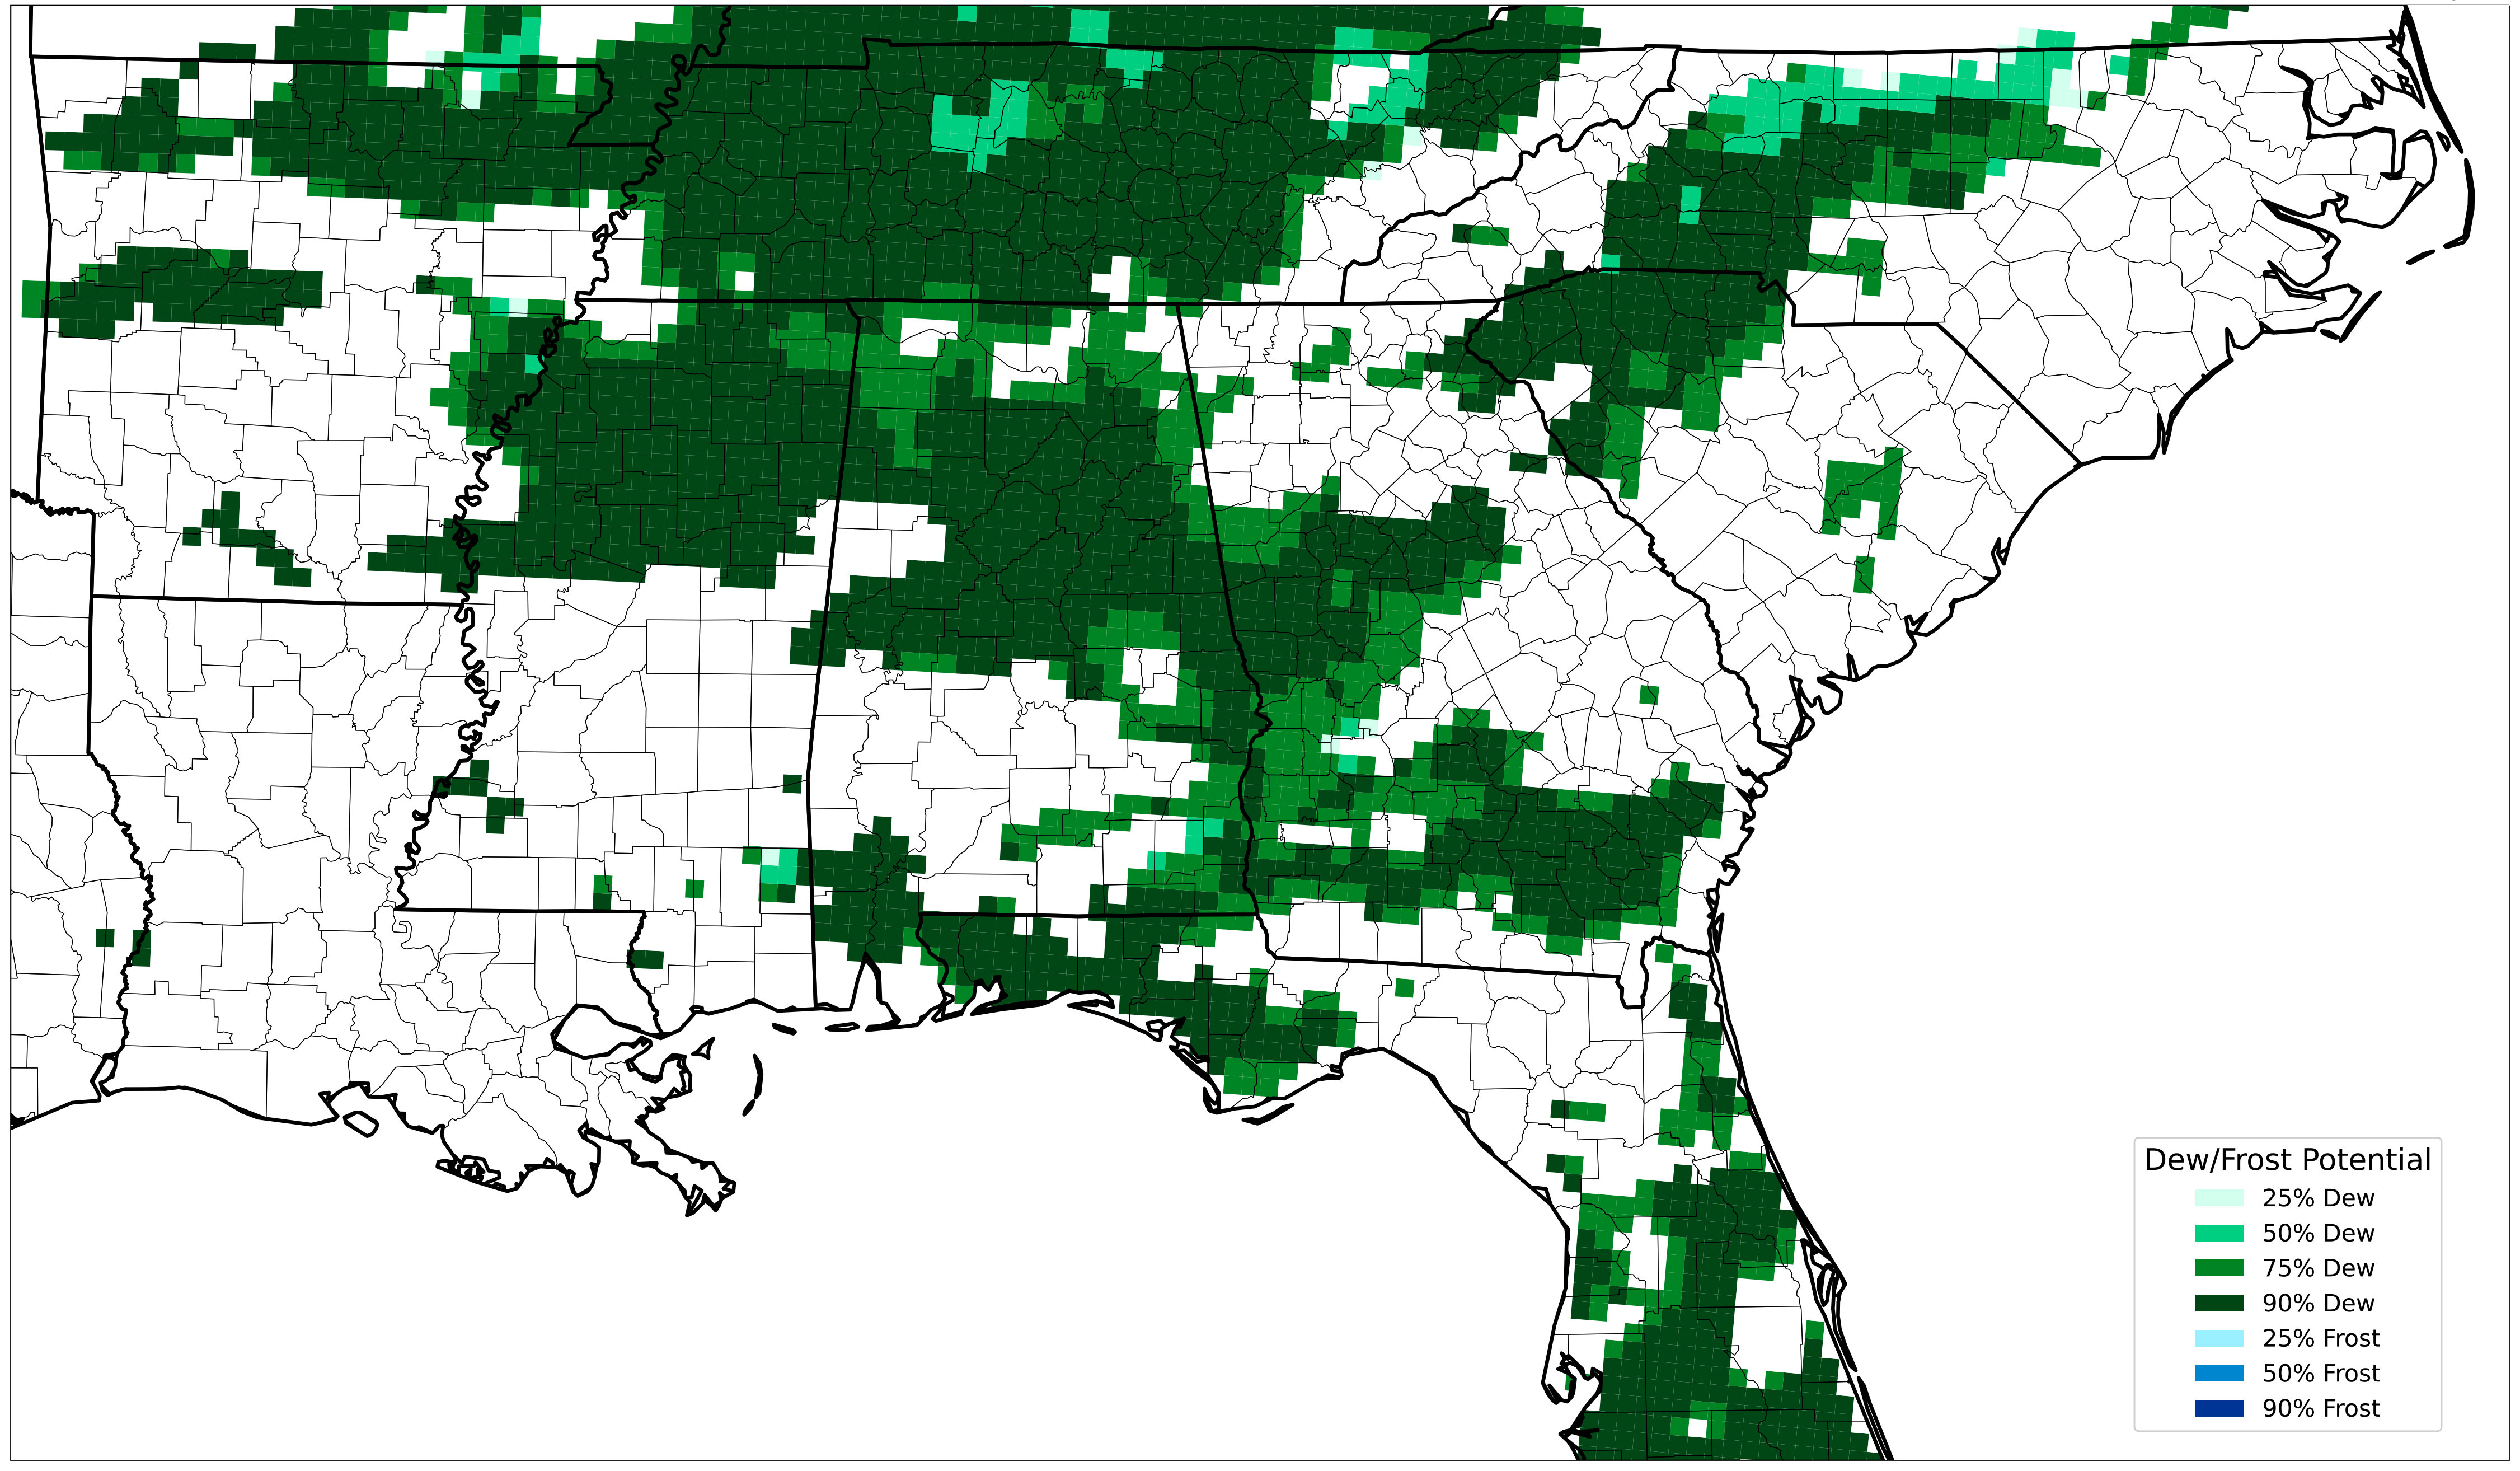 Dew/Frost Potential
25% Dew
50% Dew
75% Dew
90% Dew
25% Frost
50% Frost
90% Frost